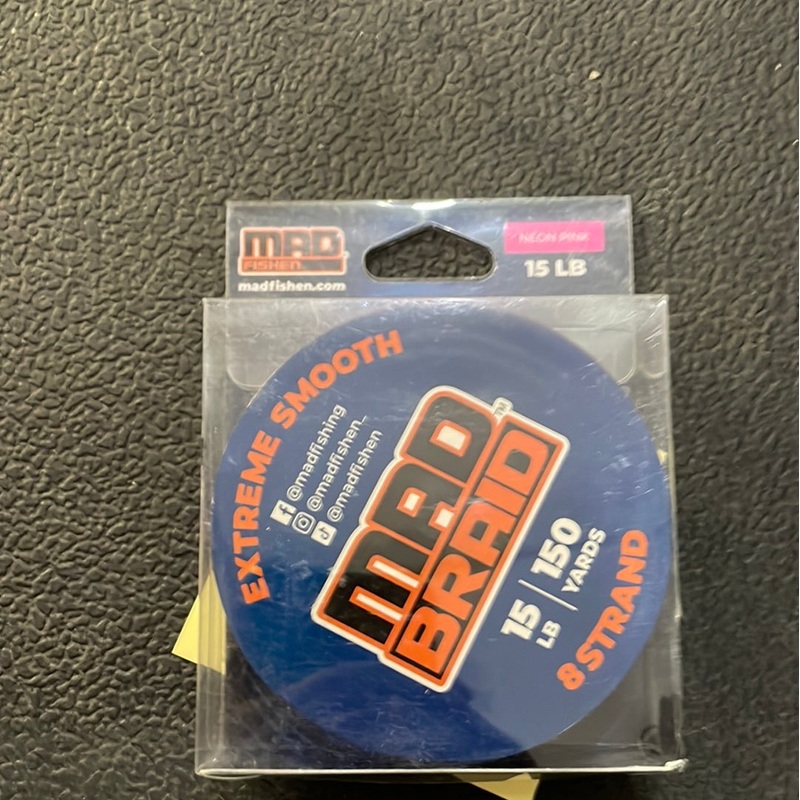 MAD
FISHEN
madfishen.com
NEON PINK
15 LB
EXTREME SMOOTH
@madfishing
@madfishen_
@madfishen
MAD™
BRAID
15 LB | 150 YARDS
8 STRAND